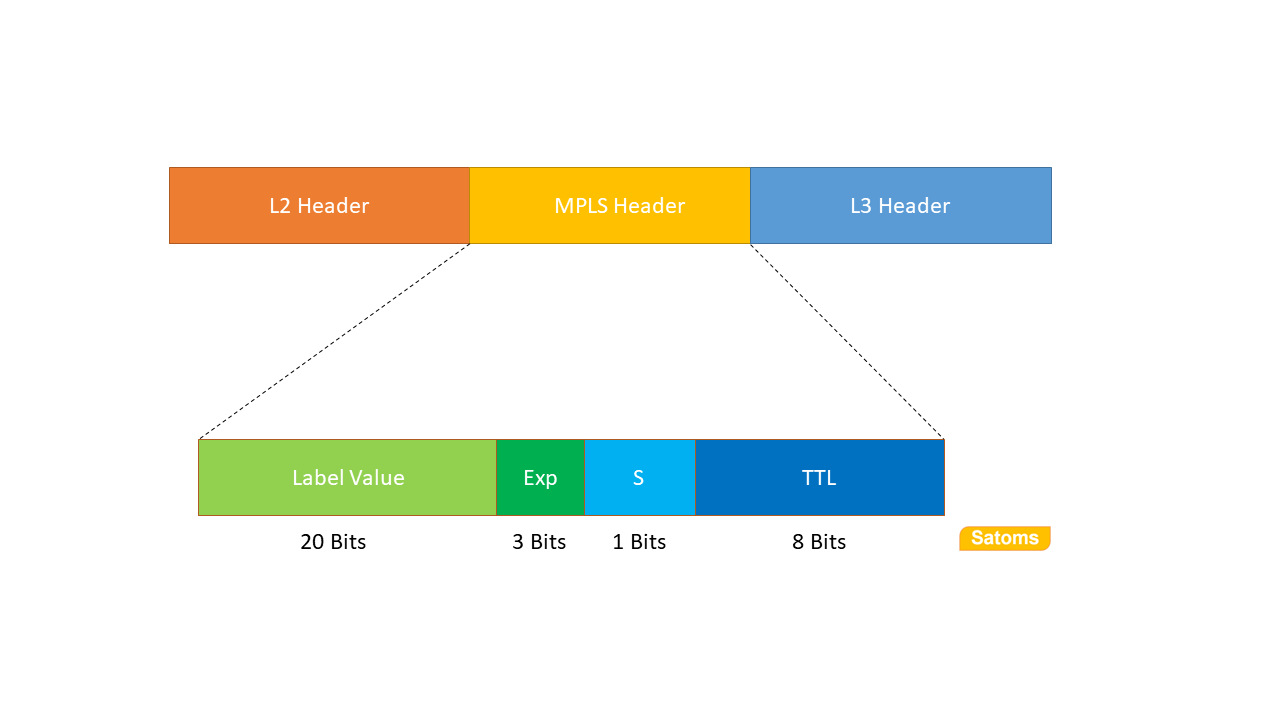 L2 Header MPLS Header L3 Header
Label Value Exp S TTL
20 Bits 3 Bits 1 Bits 8 Bits
Satoms